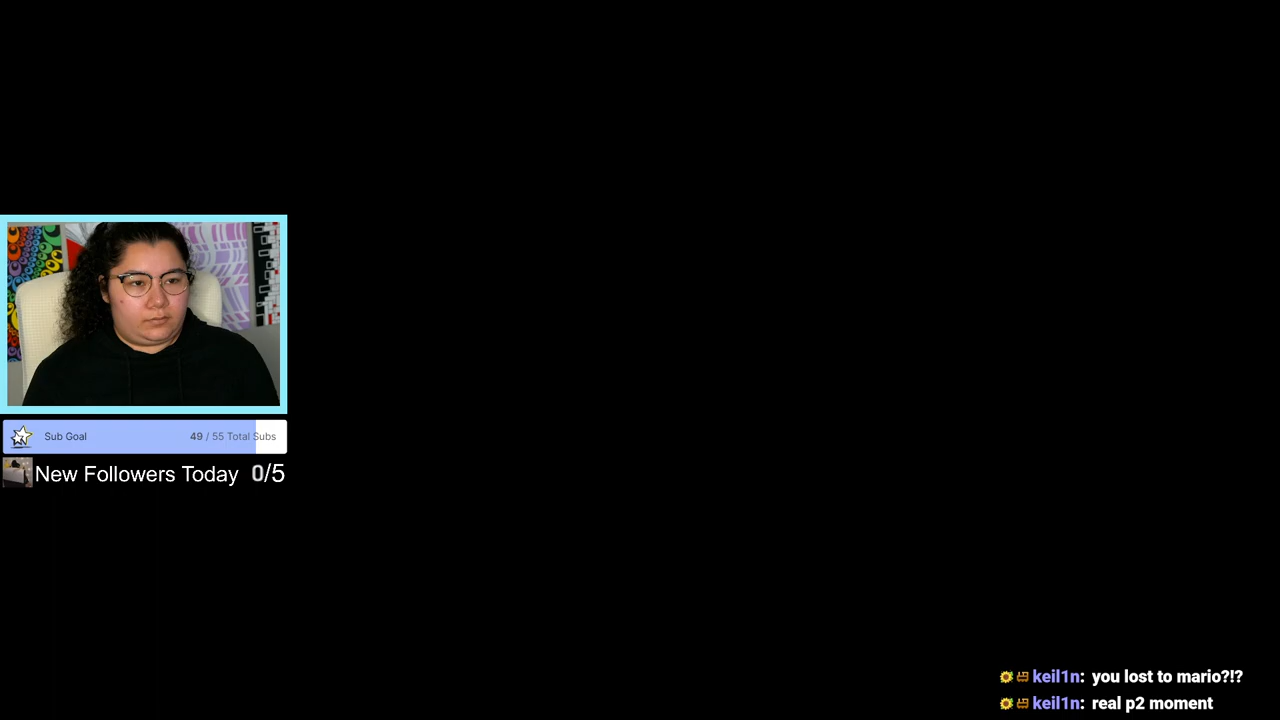 Sub Goal 49 / 55 Total Subs
New Followers Today 0/5
keil1n: you lost to mario?!?
keil1n: real p2 moment